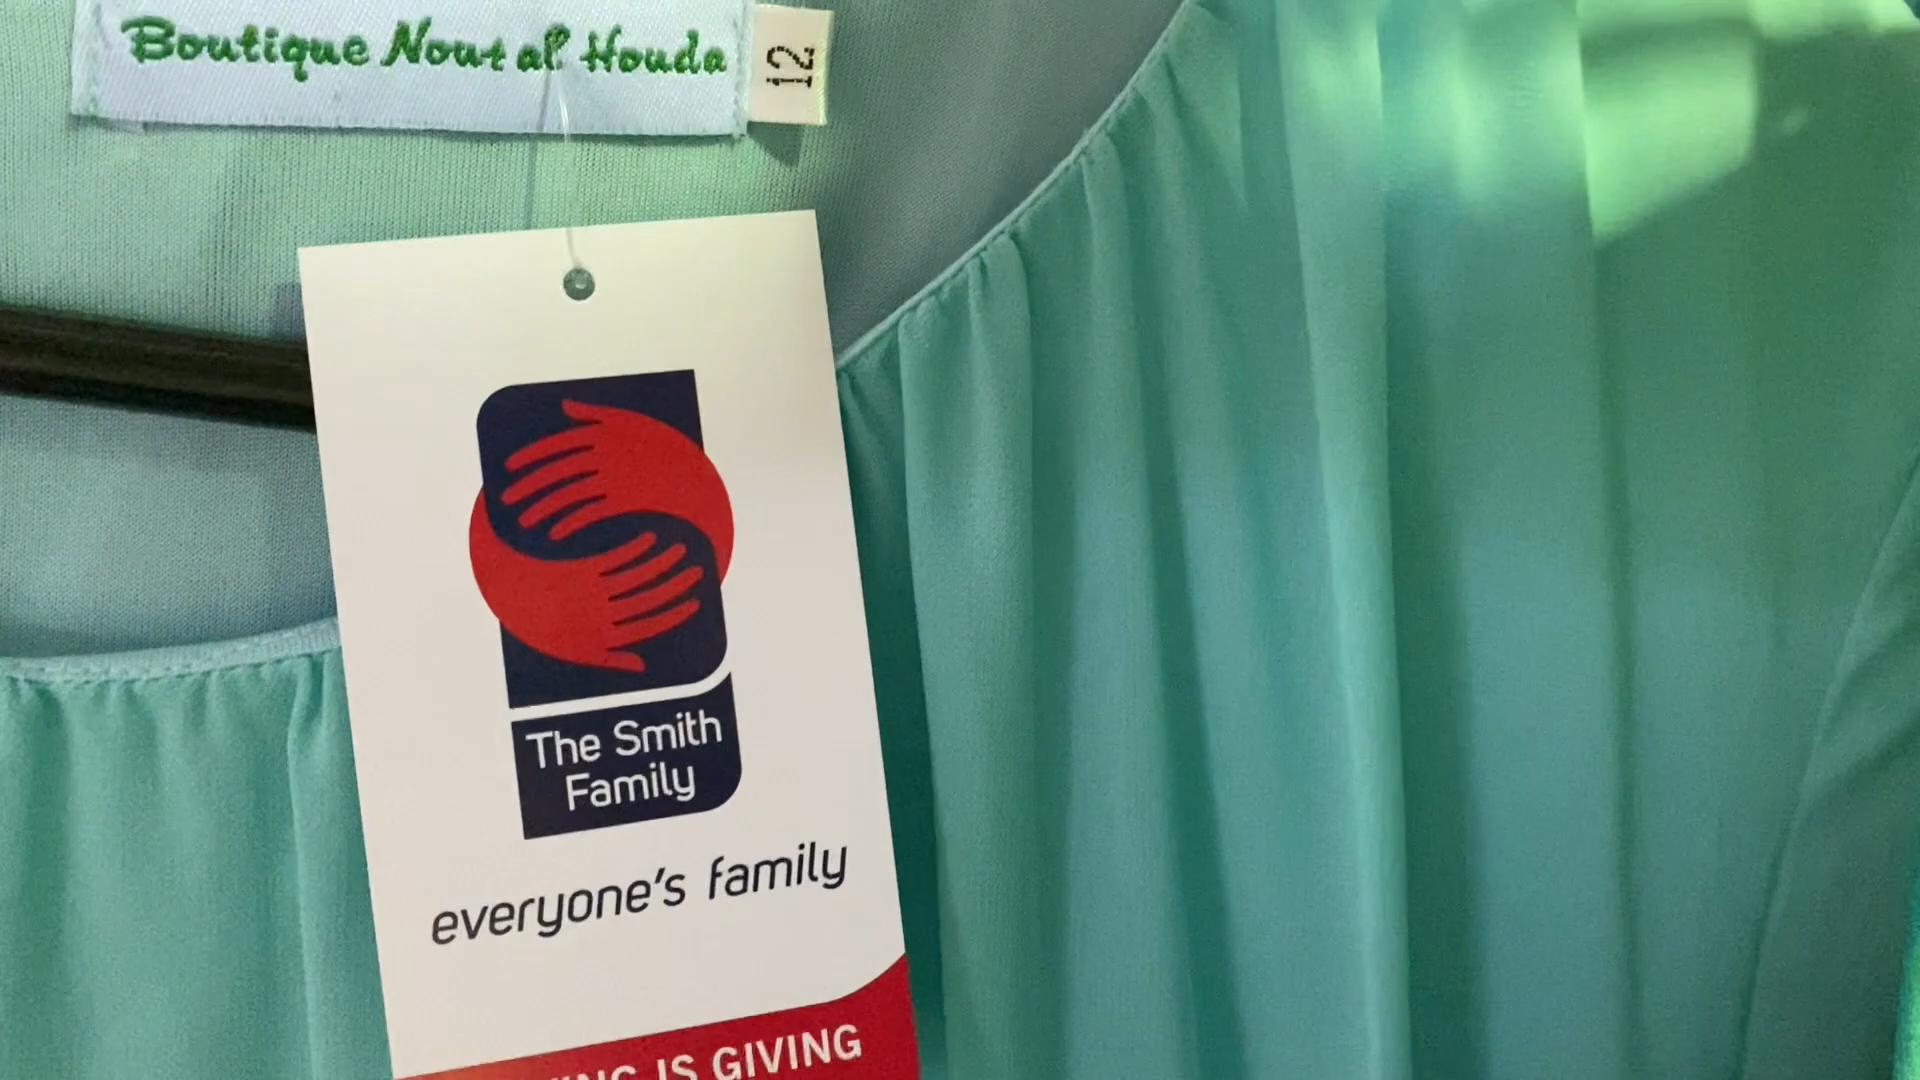 Boutique Nour al Houda
12
The Smith
Family
everyone's family
IS GIVING